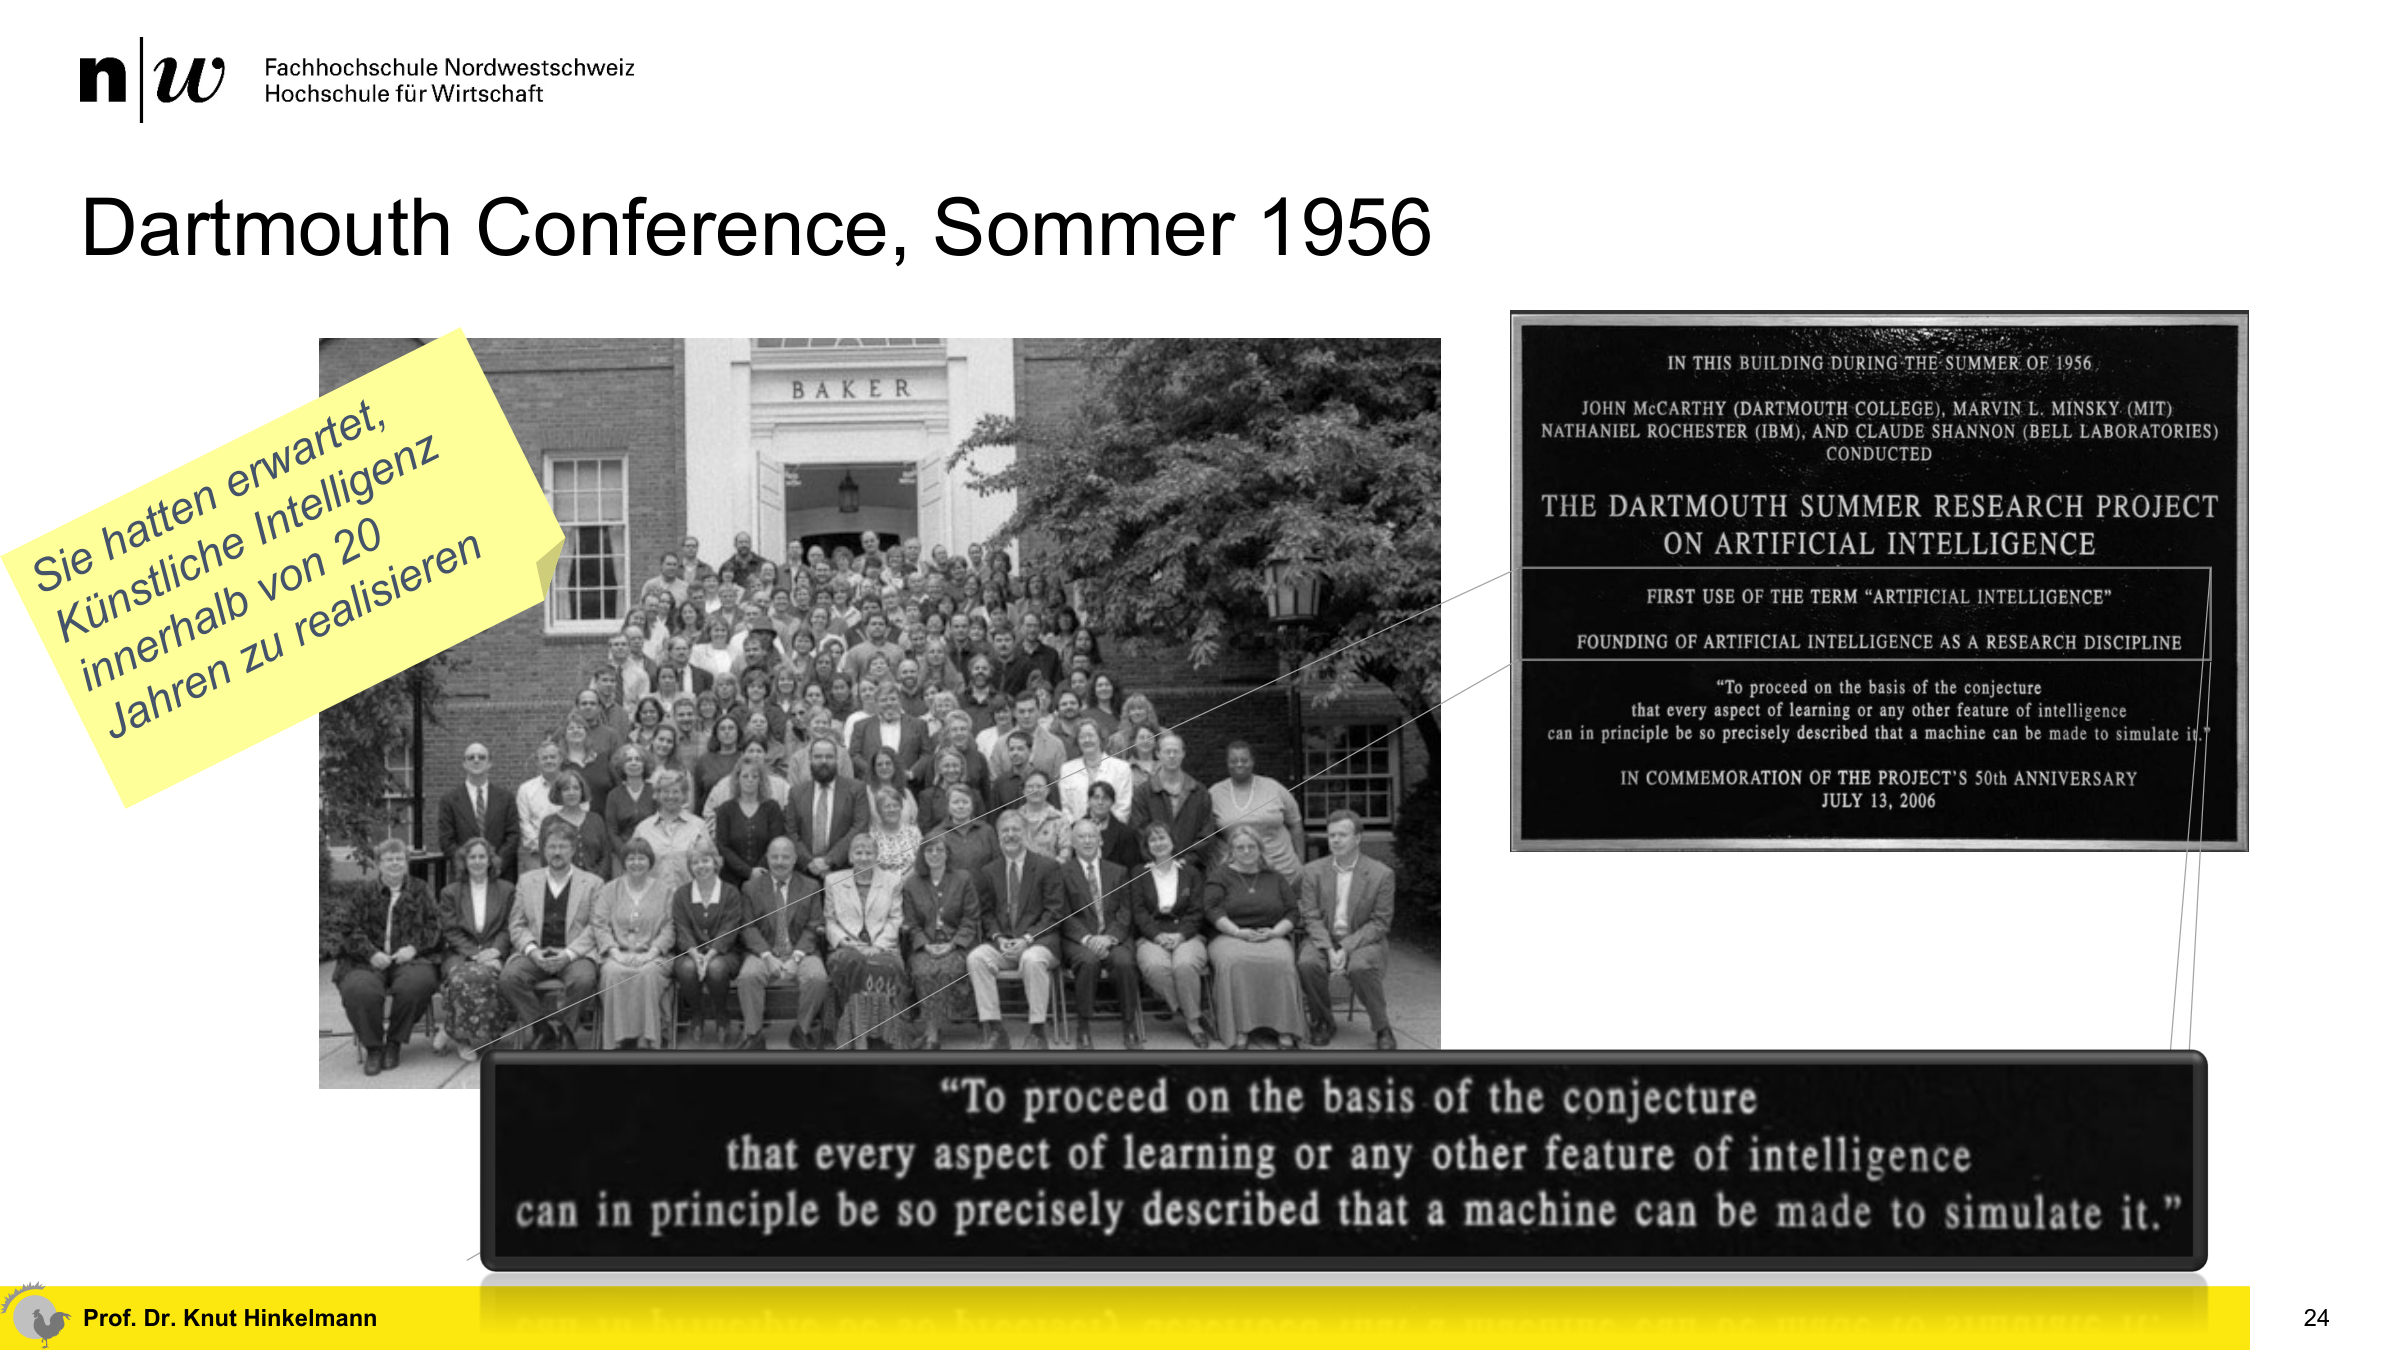 Fachhochschule Nordwestschweiz
Hochschule für Wirtschaft
Dartmouth Conference, Sommer 1956
Sie hatten erwartet,
Künstliche Intelligenz
innerhalb von 20
Jahren zu realisieren
BAKER
IN THIS BUILDING DURING THE SUMMER OF 1956
JOHN McCARTHY (DARTMOUTH COLLEGE), MARVIN L. MINSKY (MIT)
NATHANIEL ROCHESTER (IBM), AND CLAUDE SHANNON (BELL LABORATORIES)
CONDUCTED
THE DARTMOUTH SUMMER RESEARCH PROJECT
ON ARTIFICIAL INTELLIGENCE
FIRST USE OF THE TERM “ARTIFICIAL INTELLIGENCE”
FOUNDING OF ARTIFICIAL INTELLIGENCE AS A RESEARCH DISCIPLINE
“To proceed on the basis of the conjecture
that every aspect of learning or any other feature of intelligence
can in principle be so precisely described that a machine can be made to simulate it.”
IN COMMEMORATION OF THE PROJECT’S 50th ANNIVERSARY
JULY 13, 2006
“To proceed on the basis of the conjecture
that every aspect of learning or any other feature of intelligence
can in principle be so precisely described that a machine can be made to simulate it.”
Prof. Dr. Knut Hinkelmann
24